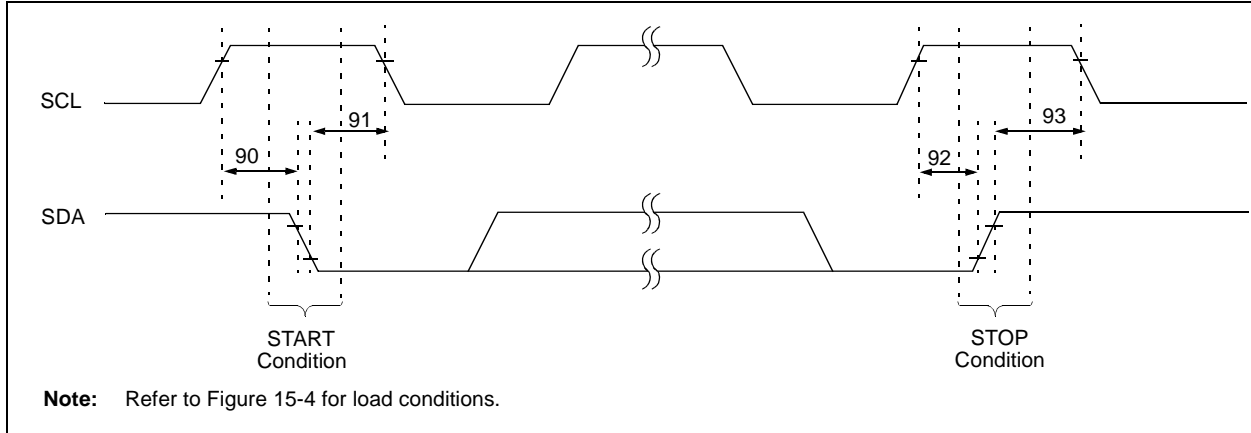 SCL
91
93
90
92
SDA
START
Condition
STOP
Condition
Note: Refer to Figure 15-4 for load conditions.